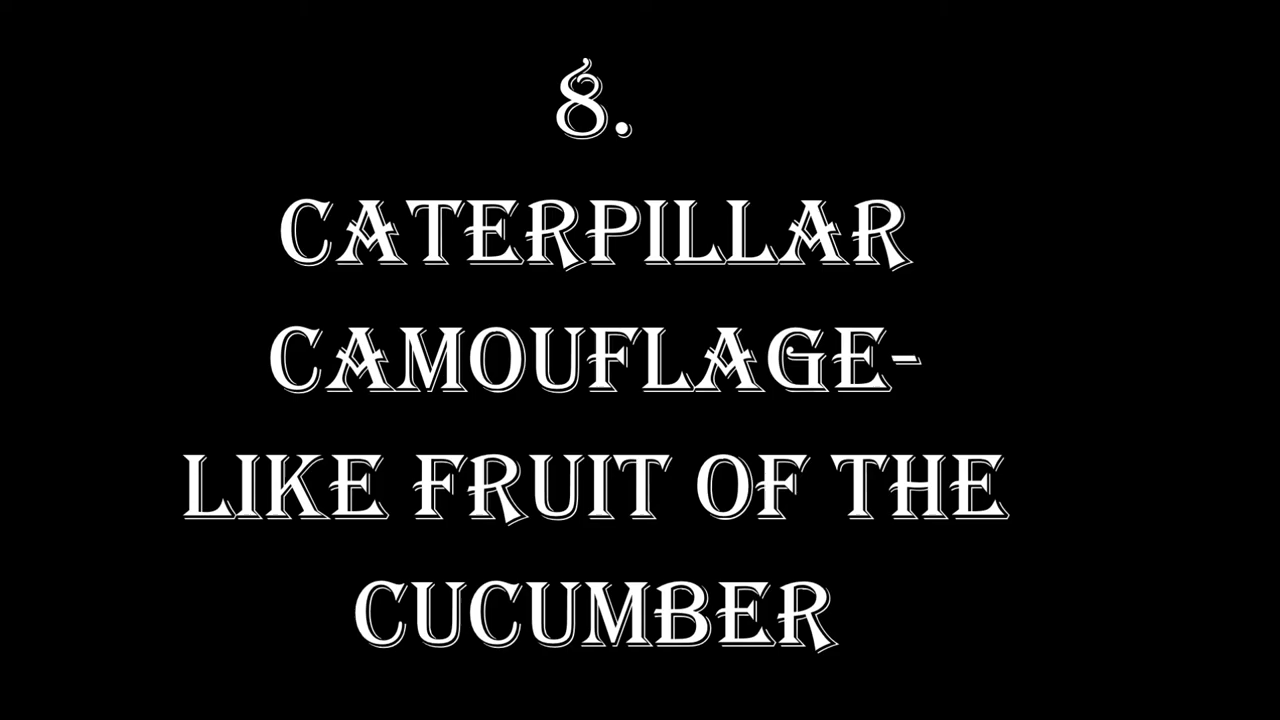 8.
CATERPILLAR
CAMOUFLAGE-
LIKE FRUIT OF THE
CUCUMBER